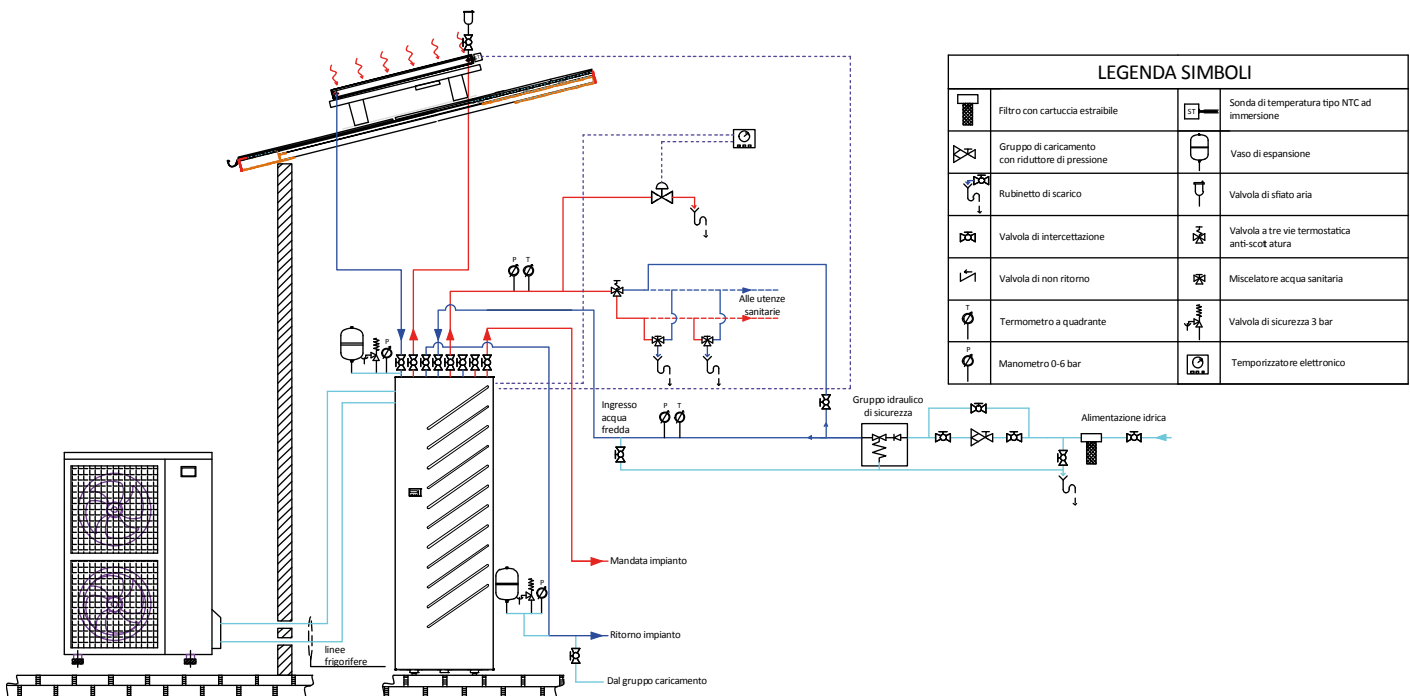 LEGENDA SIMBOLI
Filtro con cartuccia estraibile
ST
Sonda di temperatura tipo NTC ad
immersione
Gruppo di caricamento
con riduttore di pressione
Vaso di espansione
Rubinetto di scarico
Valvola di sfiato aria
Valvola di intercettazione
Valvola a tre vie termostatica
anti-scottatura
Valvola di non ritorno
Miscelatore acqua sanitaria
T
Termometro a quadrante
Valvola di sicurezza 3 bar
P
Manometro 0-6 bar
Temporizzatore elettronico
P
T
Alle utenze
sanitarie
P
Ingresso
acqua
fredda
P
T
Gruppo idraulico
di sicurezza
Alimentazione idrica
Mandata impianto
P
Ritorno impianto
linee
frigorifere
Dal gruppo caricamento